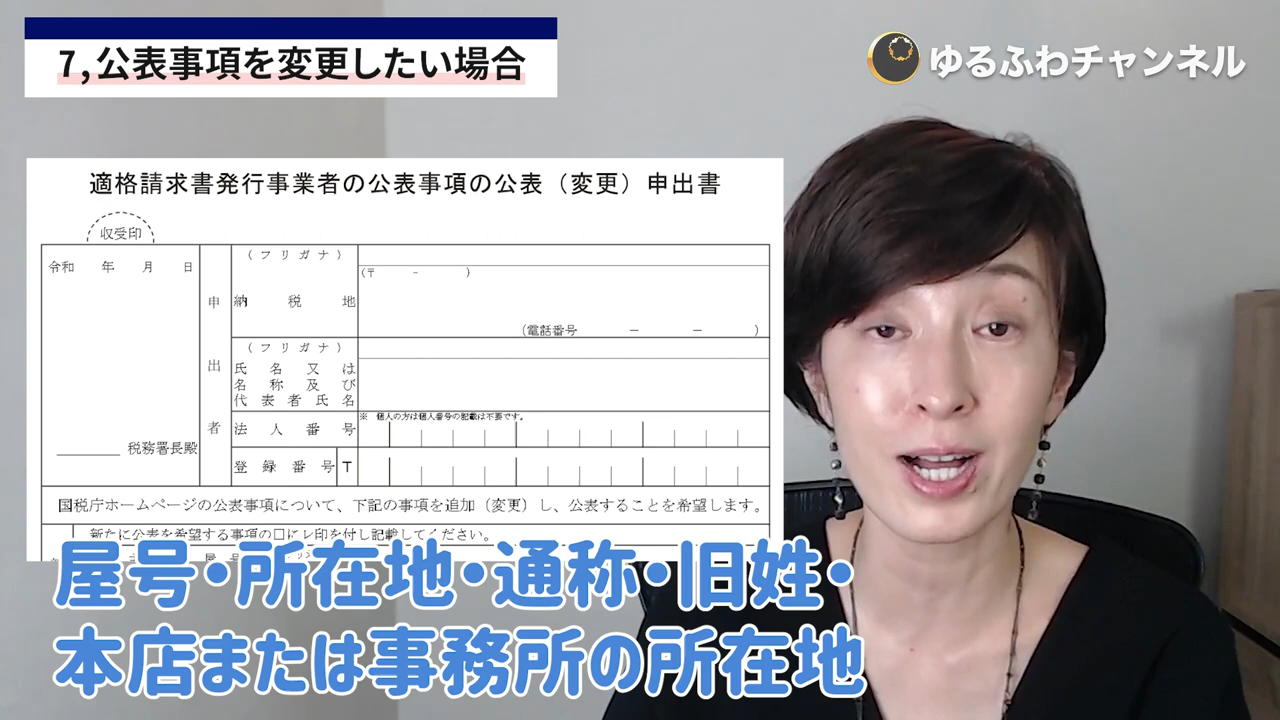 7,公表事項を変更したい場合
ゆるふわチャンネル
適格請求書発行事業者の公表事項の公表（変更）申出書
収受印
令和 年 月 日
税務署長殿
申出者
（フリガナ）
納税地
（〒 － ）
（電話番号 － － ）
（フリガナ）
氏名又は
名称及び
代表者氏名
※ 個人の方は個人番号の記載は不要です。
法人番号
登録番号 T
国税庁ホームページの公表事項について、下記の事項を追加（変更）し、公表することを希望します。
新たに公表を希望する事項の□にレ印を付し記載してください。
屋号・所在地・通称・旧姓・
本店または事務所の所在地